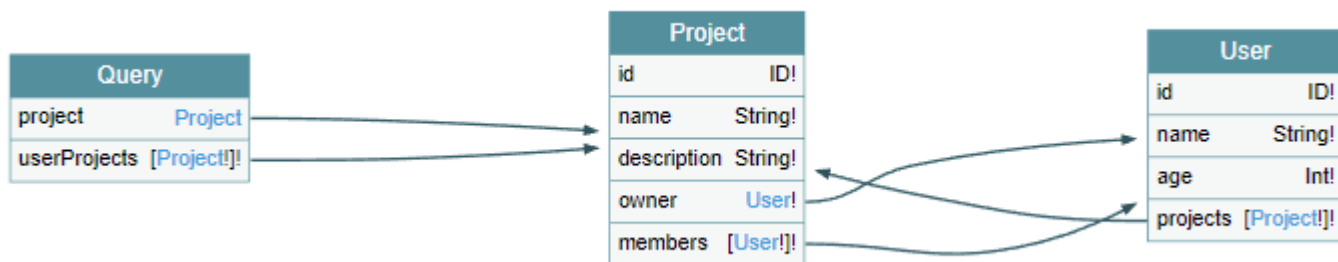 Query
project Project
userProjects [Project!]!
Project
id ID!
name String!
description String!
owner User!
members [User!]!
User
id ID!
name String!
age Int!
projects [Project!]!